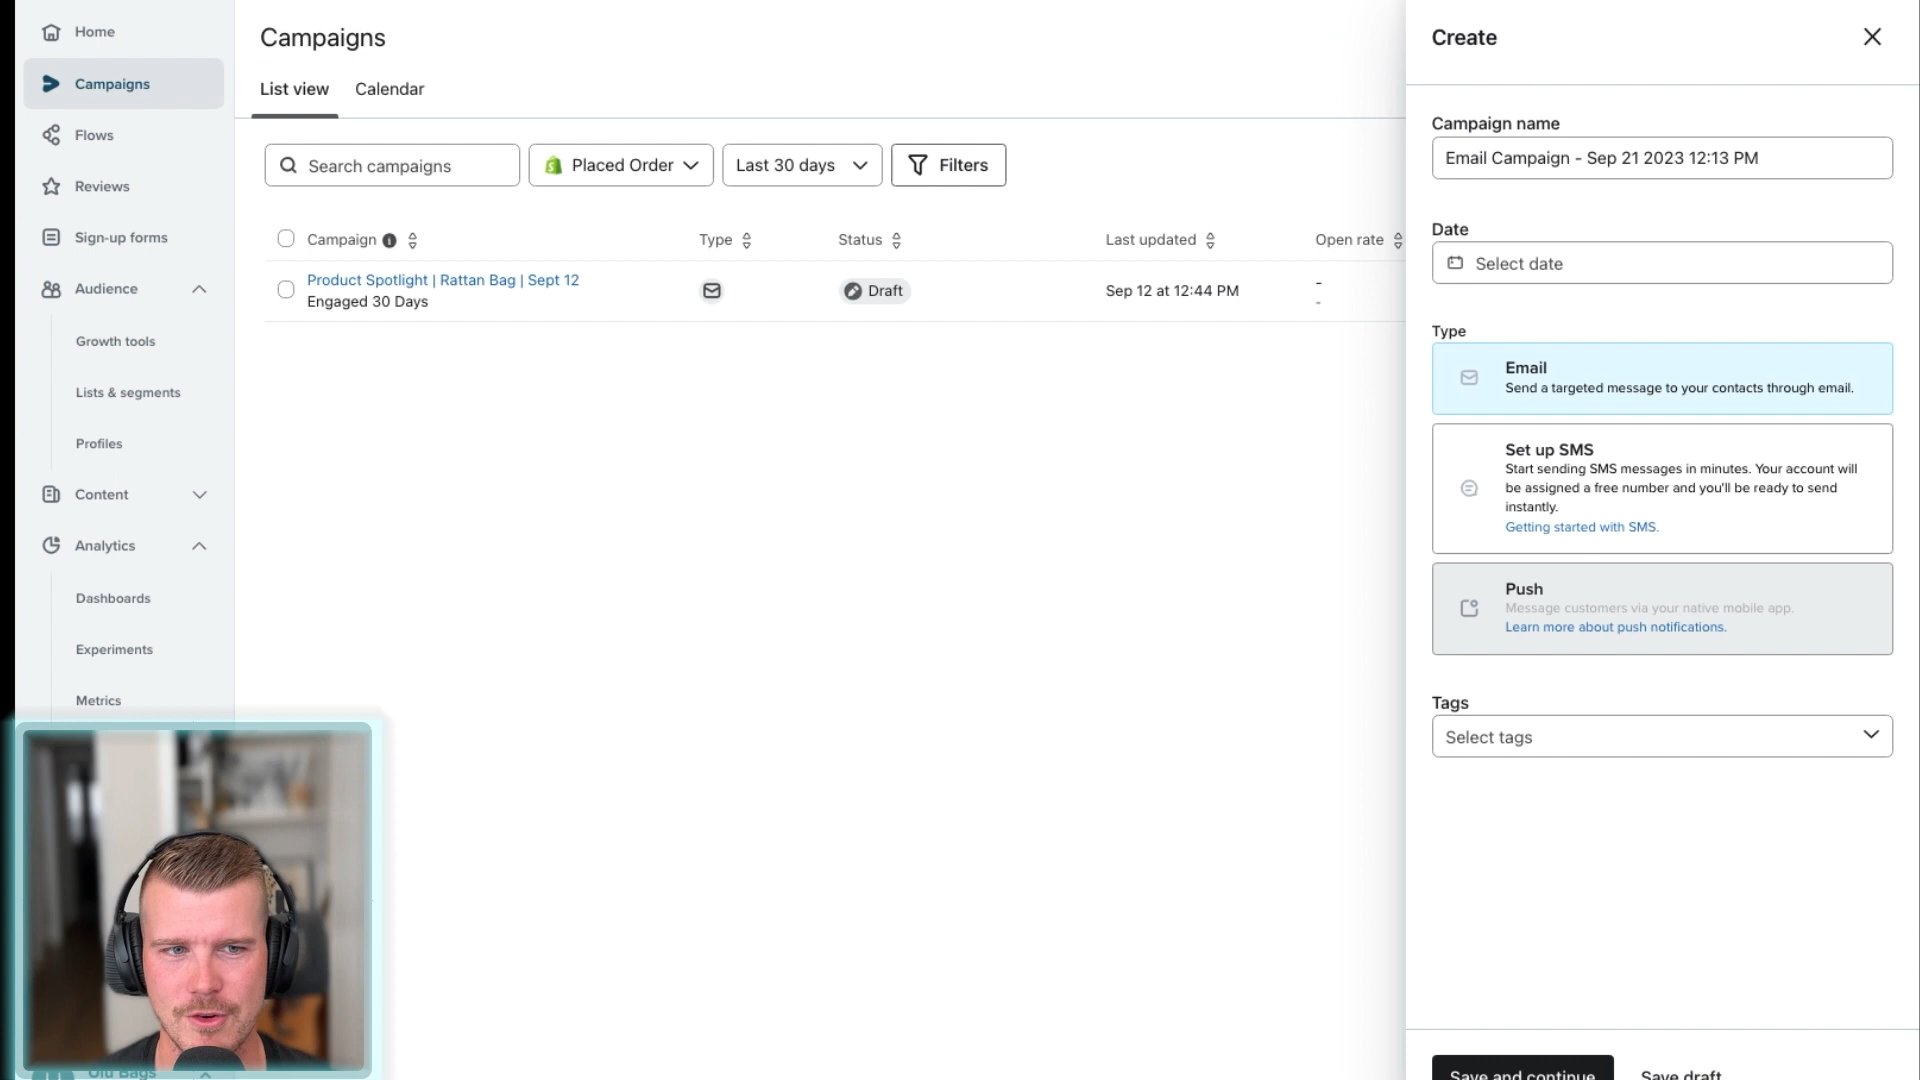 Home
Campaigns
Flows
Reviews
Sign-up forms
Audience
Growth tools
Lists & segments
Profiles
Content
Analytics
Dashboards
Experiments
Metrics
Olu Bags
Campaigns
List view Calendar
Search campaigns Placed Order Last 30 days Filters
Campaign Type Status Last updated Open rate
Product Spotlight | Rattan Bag | Sept 12
Engaged 30 Days
Draft
Sep 12 at 12:44 PM
-
-
Create
Campaign name
Email Campaign - Sep 21 2023 12:13 PM
Date
Select date
Type
Email
Send a targeted message to your contacts through email.
Set up SMS
Start sending SMS messages in minutes. Your account will
be assigned a free number and you'll be ready to send
instantly.
Getting started with SMS.
Push
Message customers via your native mobile app.
Learn more about push notifications.
Tags
Select tags
Save and continue Save draft